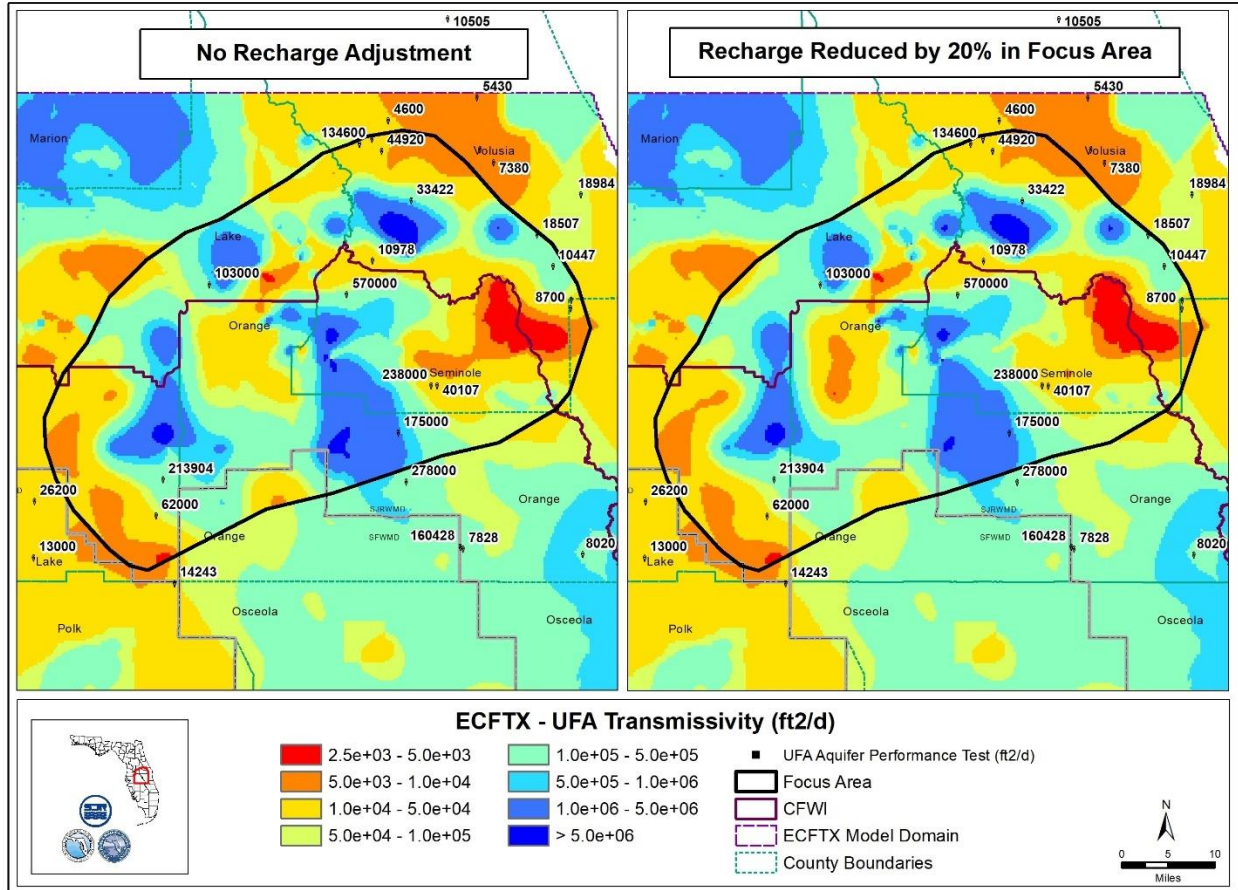 No Recharge Adjustment
10505
5430
4600
134600
44920
Marion
Volusia
7380
18984
33422
18507
Lake
10978
10447
103000
570000
8700
Orange
238000
Seminole
40107
175000
213904
278000
26200
62000
Orange
SJRWMD
Orange
SFWMD
160428
7828
13000
8020
Lake
14243
Osceola
Osceola
Polk
Recharge Reduced by 20% in Focus Area
10505
5430
4600
134600
44920
Marion
Volusia
7380
18984
33422
18507
Lake
10978
10447
103000
570000
8700
Orange
238000
Seminole
40107
175000
213904
278000
26200
62000
Orange
SJRWMD
Orange
SFWMD
160428
7828
13000
8020
Lake
14243
Osceola
Osceola
Polk
ECFTX - UFA Transmissivity (ft2/d)
2.5e+03 - 5.0e+03
5.0e+03 - 1.0e+04
1.0e+04 - 5.0e+04
5.0e+04 - 1.0e+05
1.0e+05 - 5.0e+05
5.0e+05 - 1.0e+06
1.0e+06 - 5.0e+06
> 5.0e+06
UFA Aquifer Performance Test (ft2/d)
Focus Area
CFWI
ECFTX Model Domain
County Boundaries
N
0 5 10
Miles